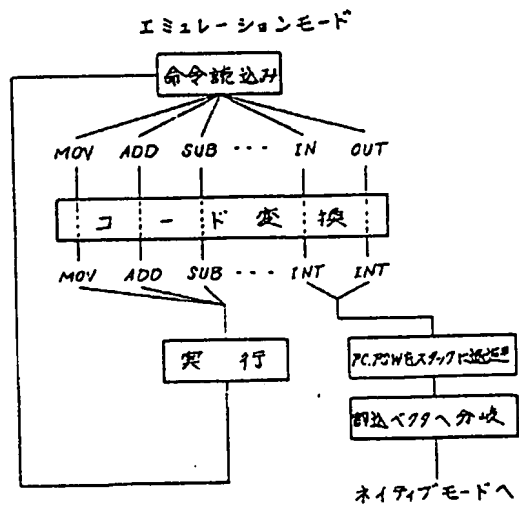 エミュレーションモード
命令読込み
MOV ADD SUB --- IN OUT
コード変換
MOV ADD SUB --- INT INT
実行
PC.PSWをスタックに退避
割込ベクタへ分岐
ネイティブモードへ